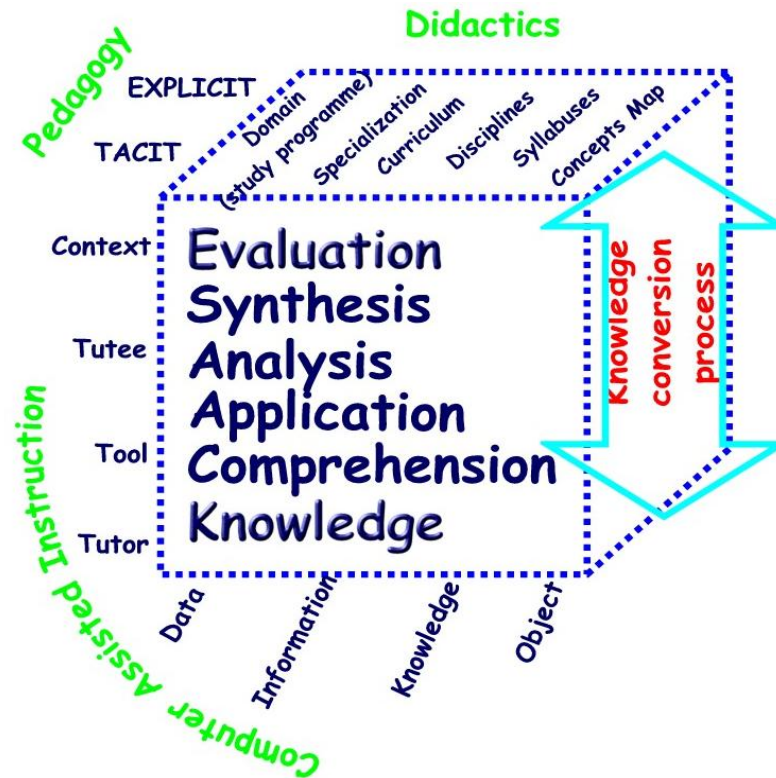 Didactics
Pedagogy
EXPLICIT
TACIT
Domain
(study programme)
Specialization
Curriculum
Disciplines
Syllabuses
Concepts Map
Context
Tutee
Tool
Tutor
Evaluation
Synthesis
Analysis
Application
Comprehension
Knowledge
Knowledge
conversion
process
Computer Assisted Instruction
Data
Information
Knowledge
Object